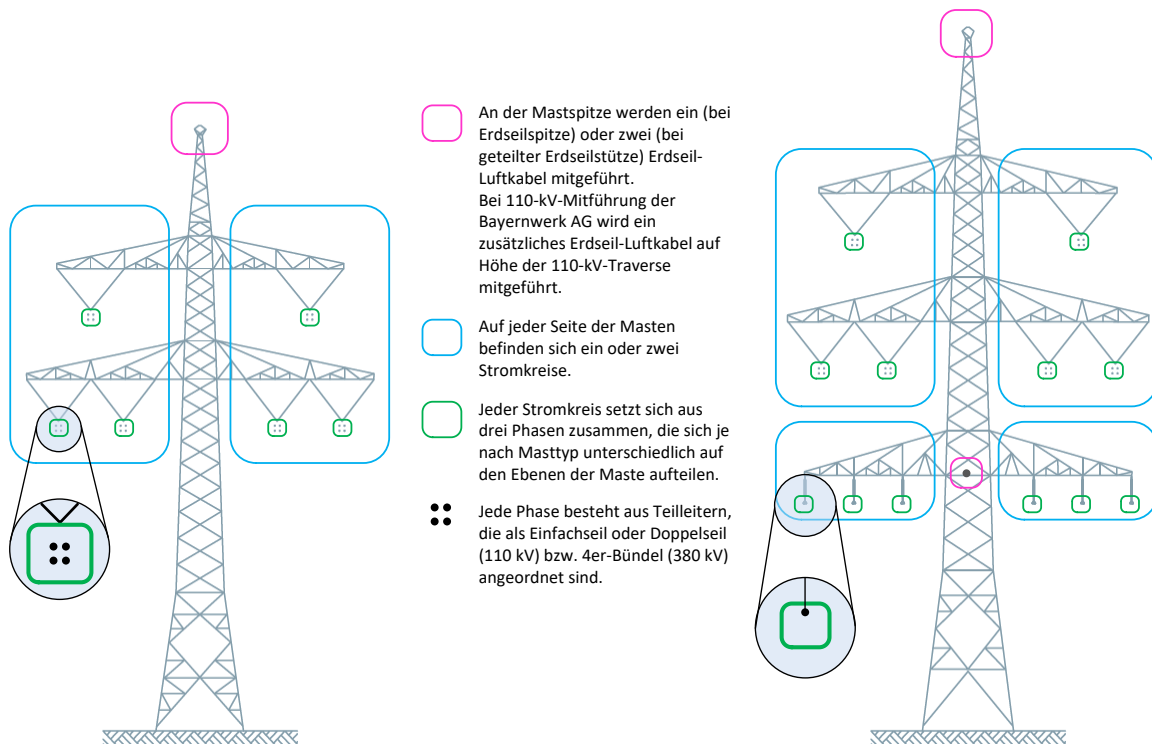 An der Mastspitze werden ein (bei
Erdseilspitze) oder zwei (bei
geteilter Erdseilstütze) Erdseil-
Luftkabel mitgeführt.
Bei 110-kV-Mitführung der
Bayernwerk AG wird ein
zusätzliches Erdseil-Luftkabel auf
Höhe der 110-kV-Traverse
mitgeführt.
Auf jeder Seite der Masten
befinden sich ein oder zwei
Stromkreise.
Jeder Stromkreis setzt sich aus
drei Phasen zusammen, die sich je
nach Masttyp unterschiedlich auf
den Ebenen der Maste aufteilen.
Jede Phase besteht aus Teilleitern,
die als Einfachseil oder Doppelseil
(110 kV) bzw. 4er-Bündel (380 kV)
angeordnet sind.